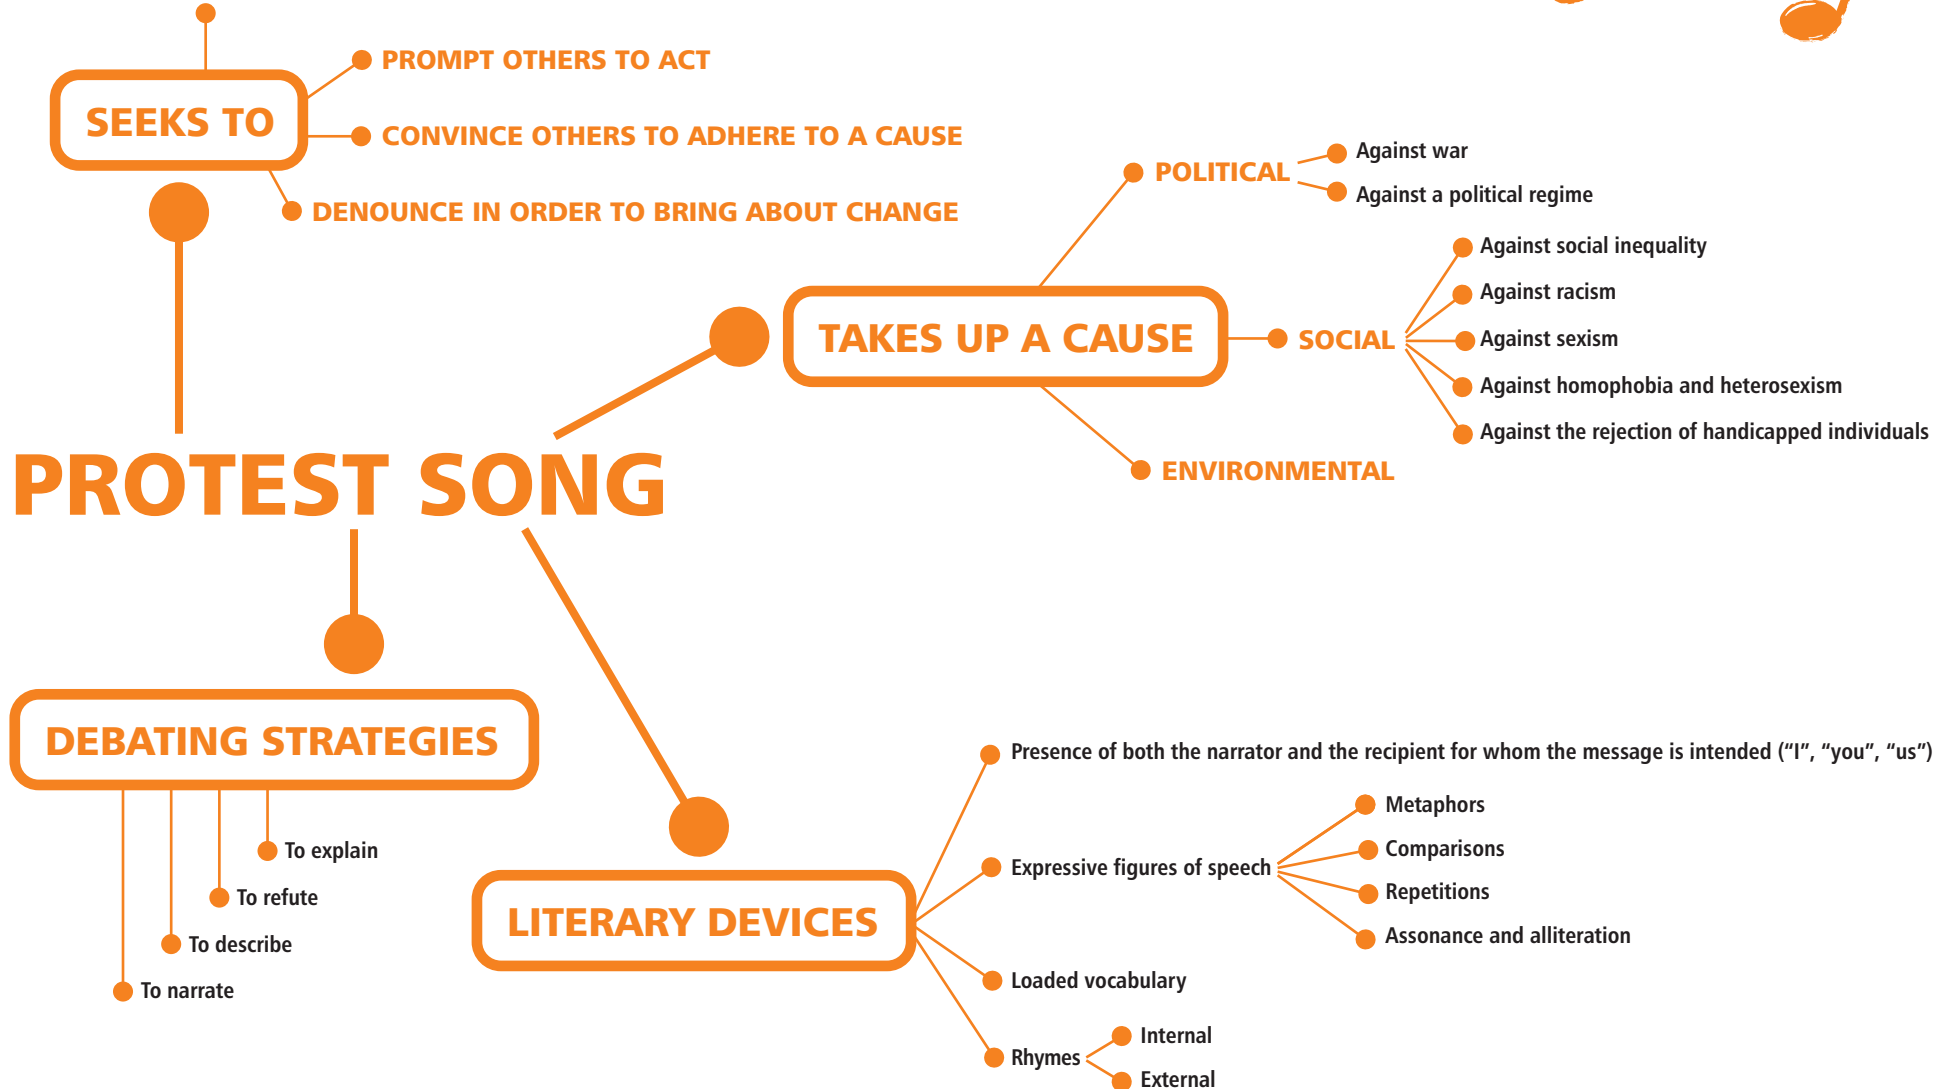 PROMPT OTHERS TO ACT
SEEKS TO
CONVINCE OTHERS TO ADHERE TO A CAUSE
DENOUNCE IN ORDER TO BRING ABOUT CHANGE
POLITICAL
Against war
Against a political regime
TAKES UP A CAUSE
SOCIAL
Against social inequality
Against racism
Against sexism
Against homophobia and heterosexism
Against the rejection of handicapped individuals
ENVIRONMENTAL
PROTEST SONG
DEBATING STRATEGIES
To explain
To refute
To describe
To narrate
LITERARY DEVICES
Presence of both the narrator and the recipient for whom the message is intended (“I”, “you”, “us”)
Expressive figures of speech
Metaphors
Comparisons
Repetitions
Assonance and alliteration
Loaded vocabulary
Rhymes
Internal
External